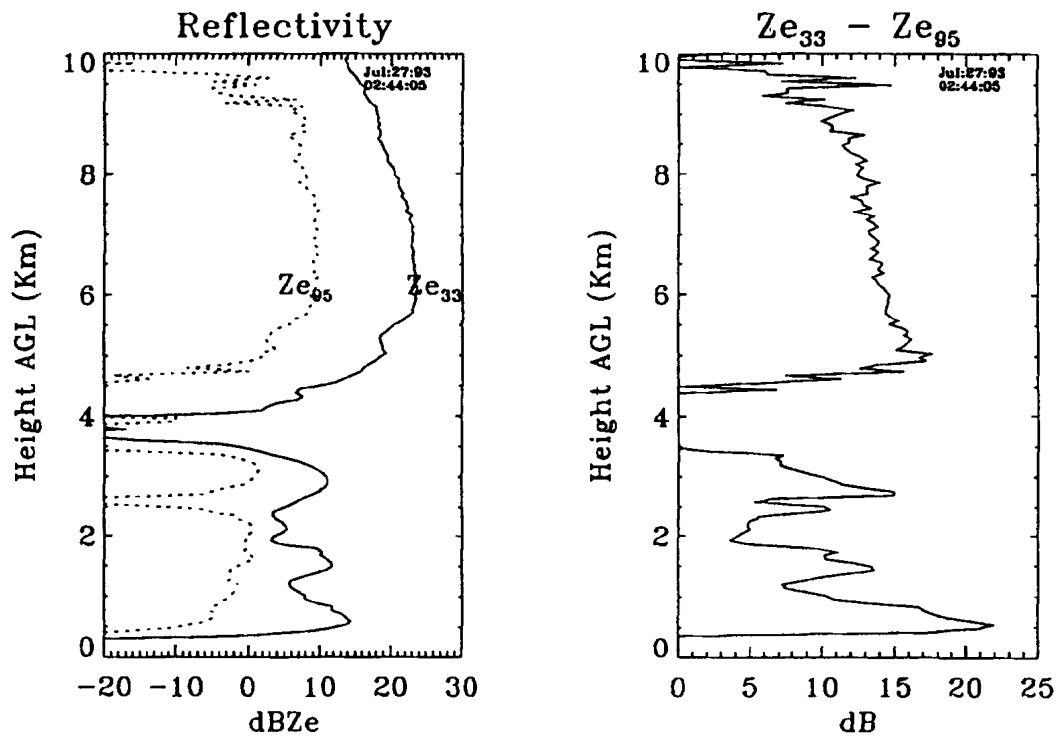 Reflectivity
Jul:27:93
02:44:05
10
8
6
4
2
0
Height AGL (Km)
Ze95
Ze33
-20 -10 0 10 20 30
dBZe
Ze33 - Ze95
Jul:27:93
02:44:05
10
8
6
4
2
0
Height AGL (Km)
0 5 10 15 20 25
dB